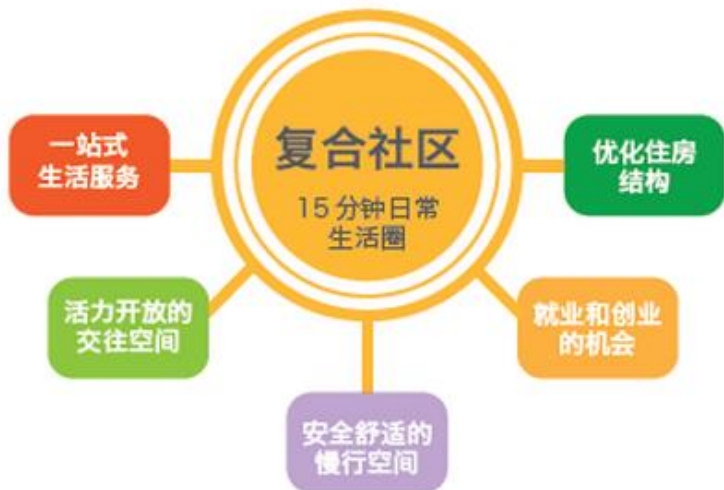 复合社区
15分钟日常
生活圈
一站式
生活服务
优化住房
结构
活力开放的
交往空间
就业和创业
的机会
安全舒适的
慢行空间